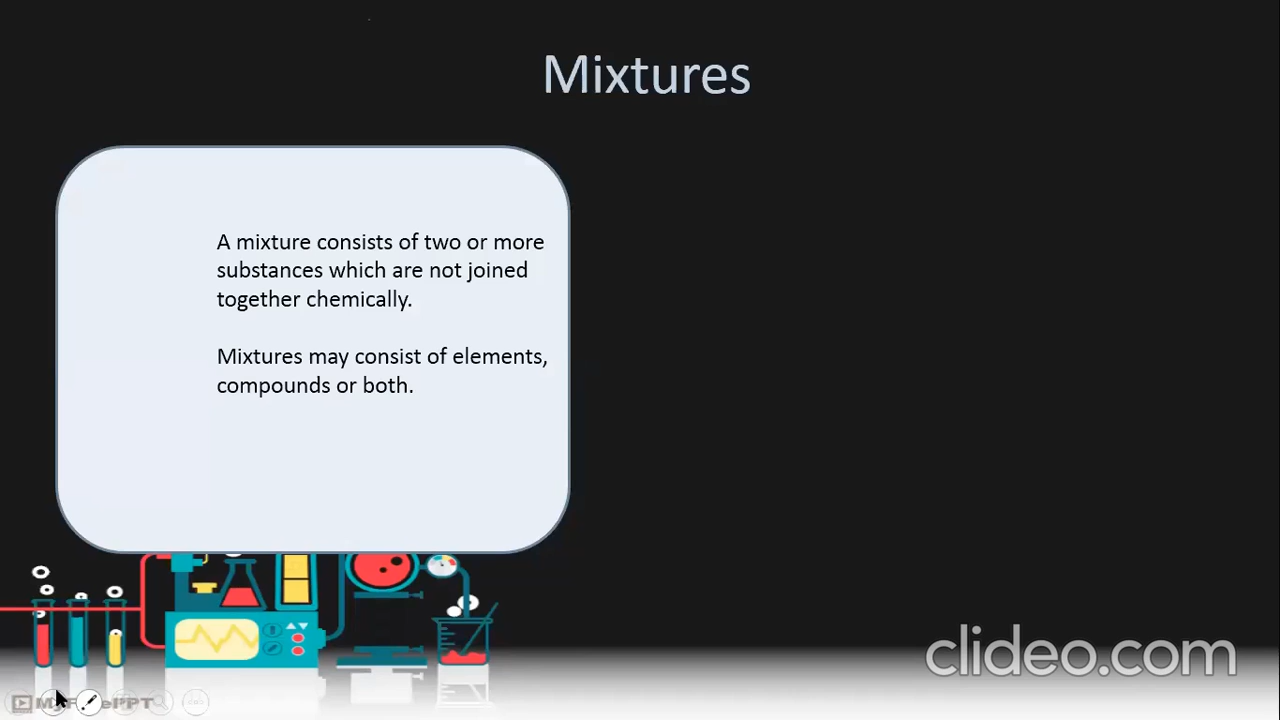 Mixtures
A mixture consists of two or more
substances which are not joined
together chemically.
Mixtures may consist of elements,
compounds or both.
clideo.com